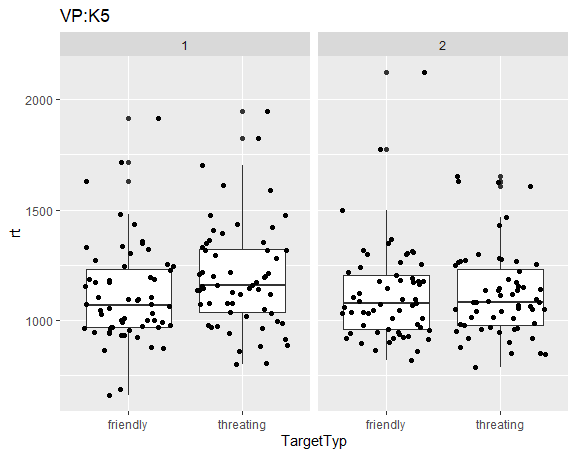 VP:K5
1
2
rt
2000
1500
1000
friendly
threating
friendly
threating
TargetTyp